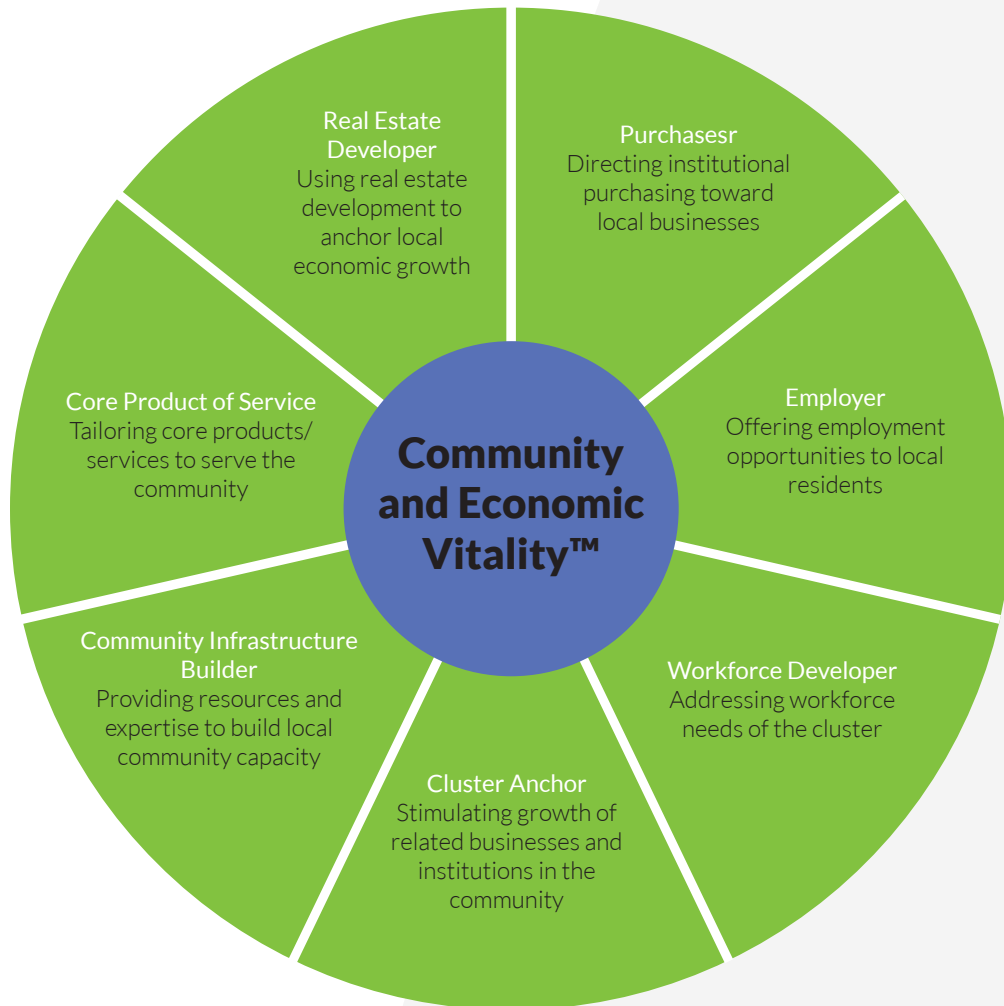 Real Estate
Developer
Using real estate
development to
anchor local
economic growth
Purchasesr
Directing institutional
purchasing toward
local businesses
Core Product of Service
Tailoring core products/
services to serve the
community
Community
and Economic
Vitality™
Employer
Offering employment
opportunities to local
residents
Community Infrastructure
Builder
Providing resources and
expertise to build local
community capacity
Workforce Developer
Addressing workforce
needs of the cluster
Cluster Anchor
Stimulating growth of
related businesses and
institutions in the
community